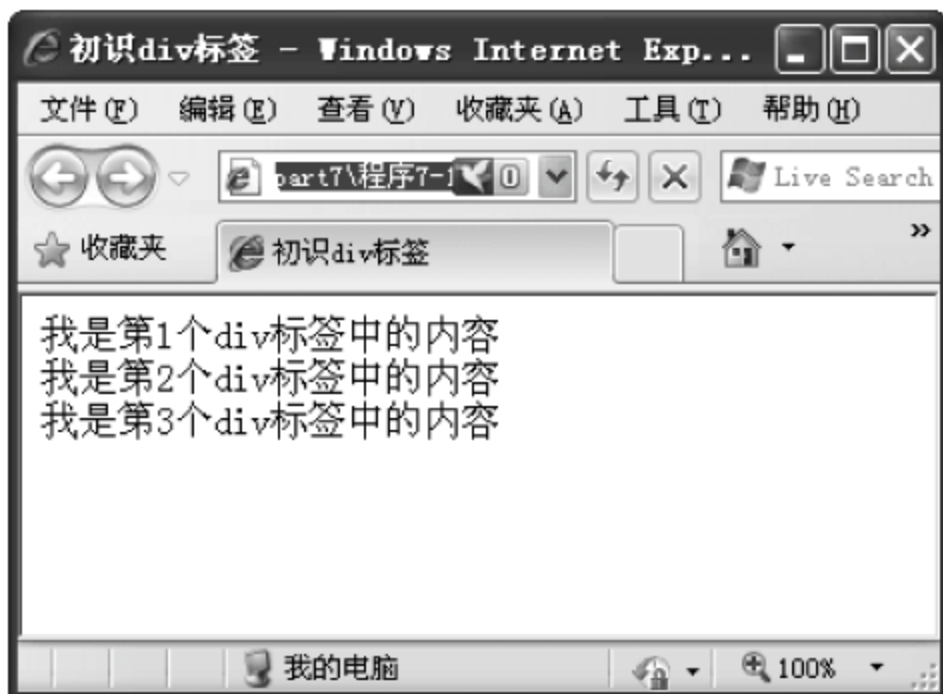 初识div标签 - Windows Internet Exp...
文件(F) 编辑(E) 查看(V) 收藏夹(A) 工具(T) 帮助(H)
part7\程序7-1 0 Live Search
收藏夹 初识div标签 »
我是第1个div标签中的内容
我是第2个div标签中的内容
我是第3个div标签中的内容
我的电脑 100%